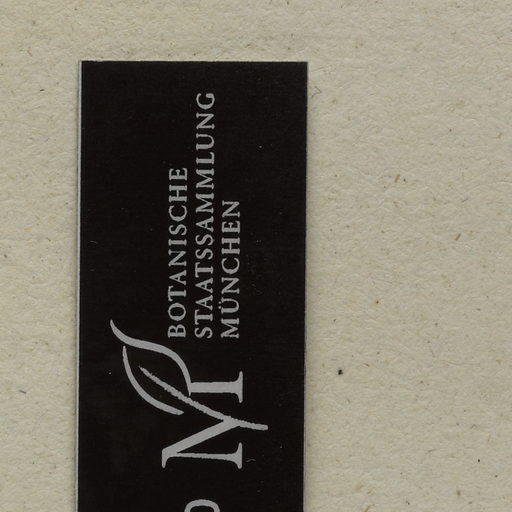 BOTANISCHE
STAATSSAMMLUNG
MÜNCHEN
M